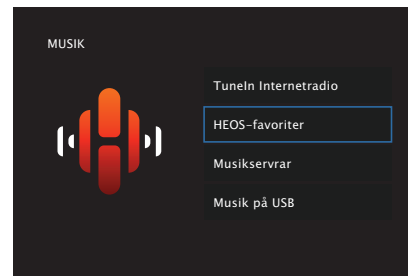 MUSIK
TuneIn Internetradio
HEOS-favoriter
Musikservrar
Musik på USB